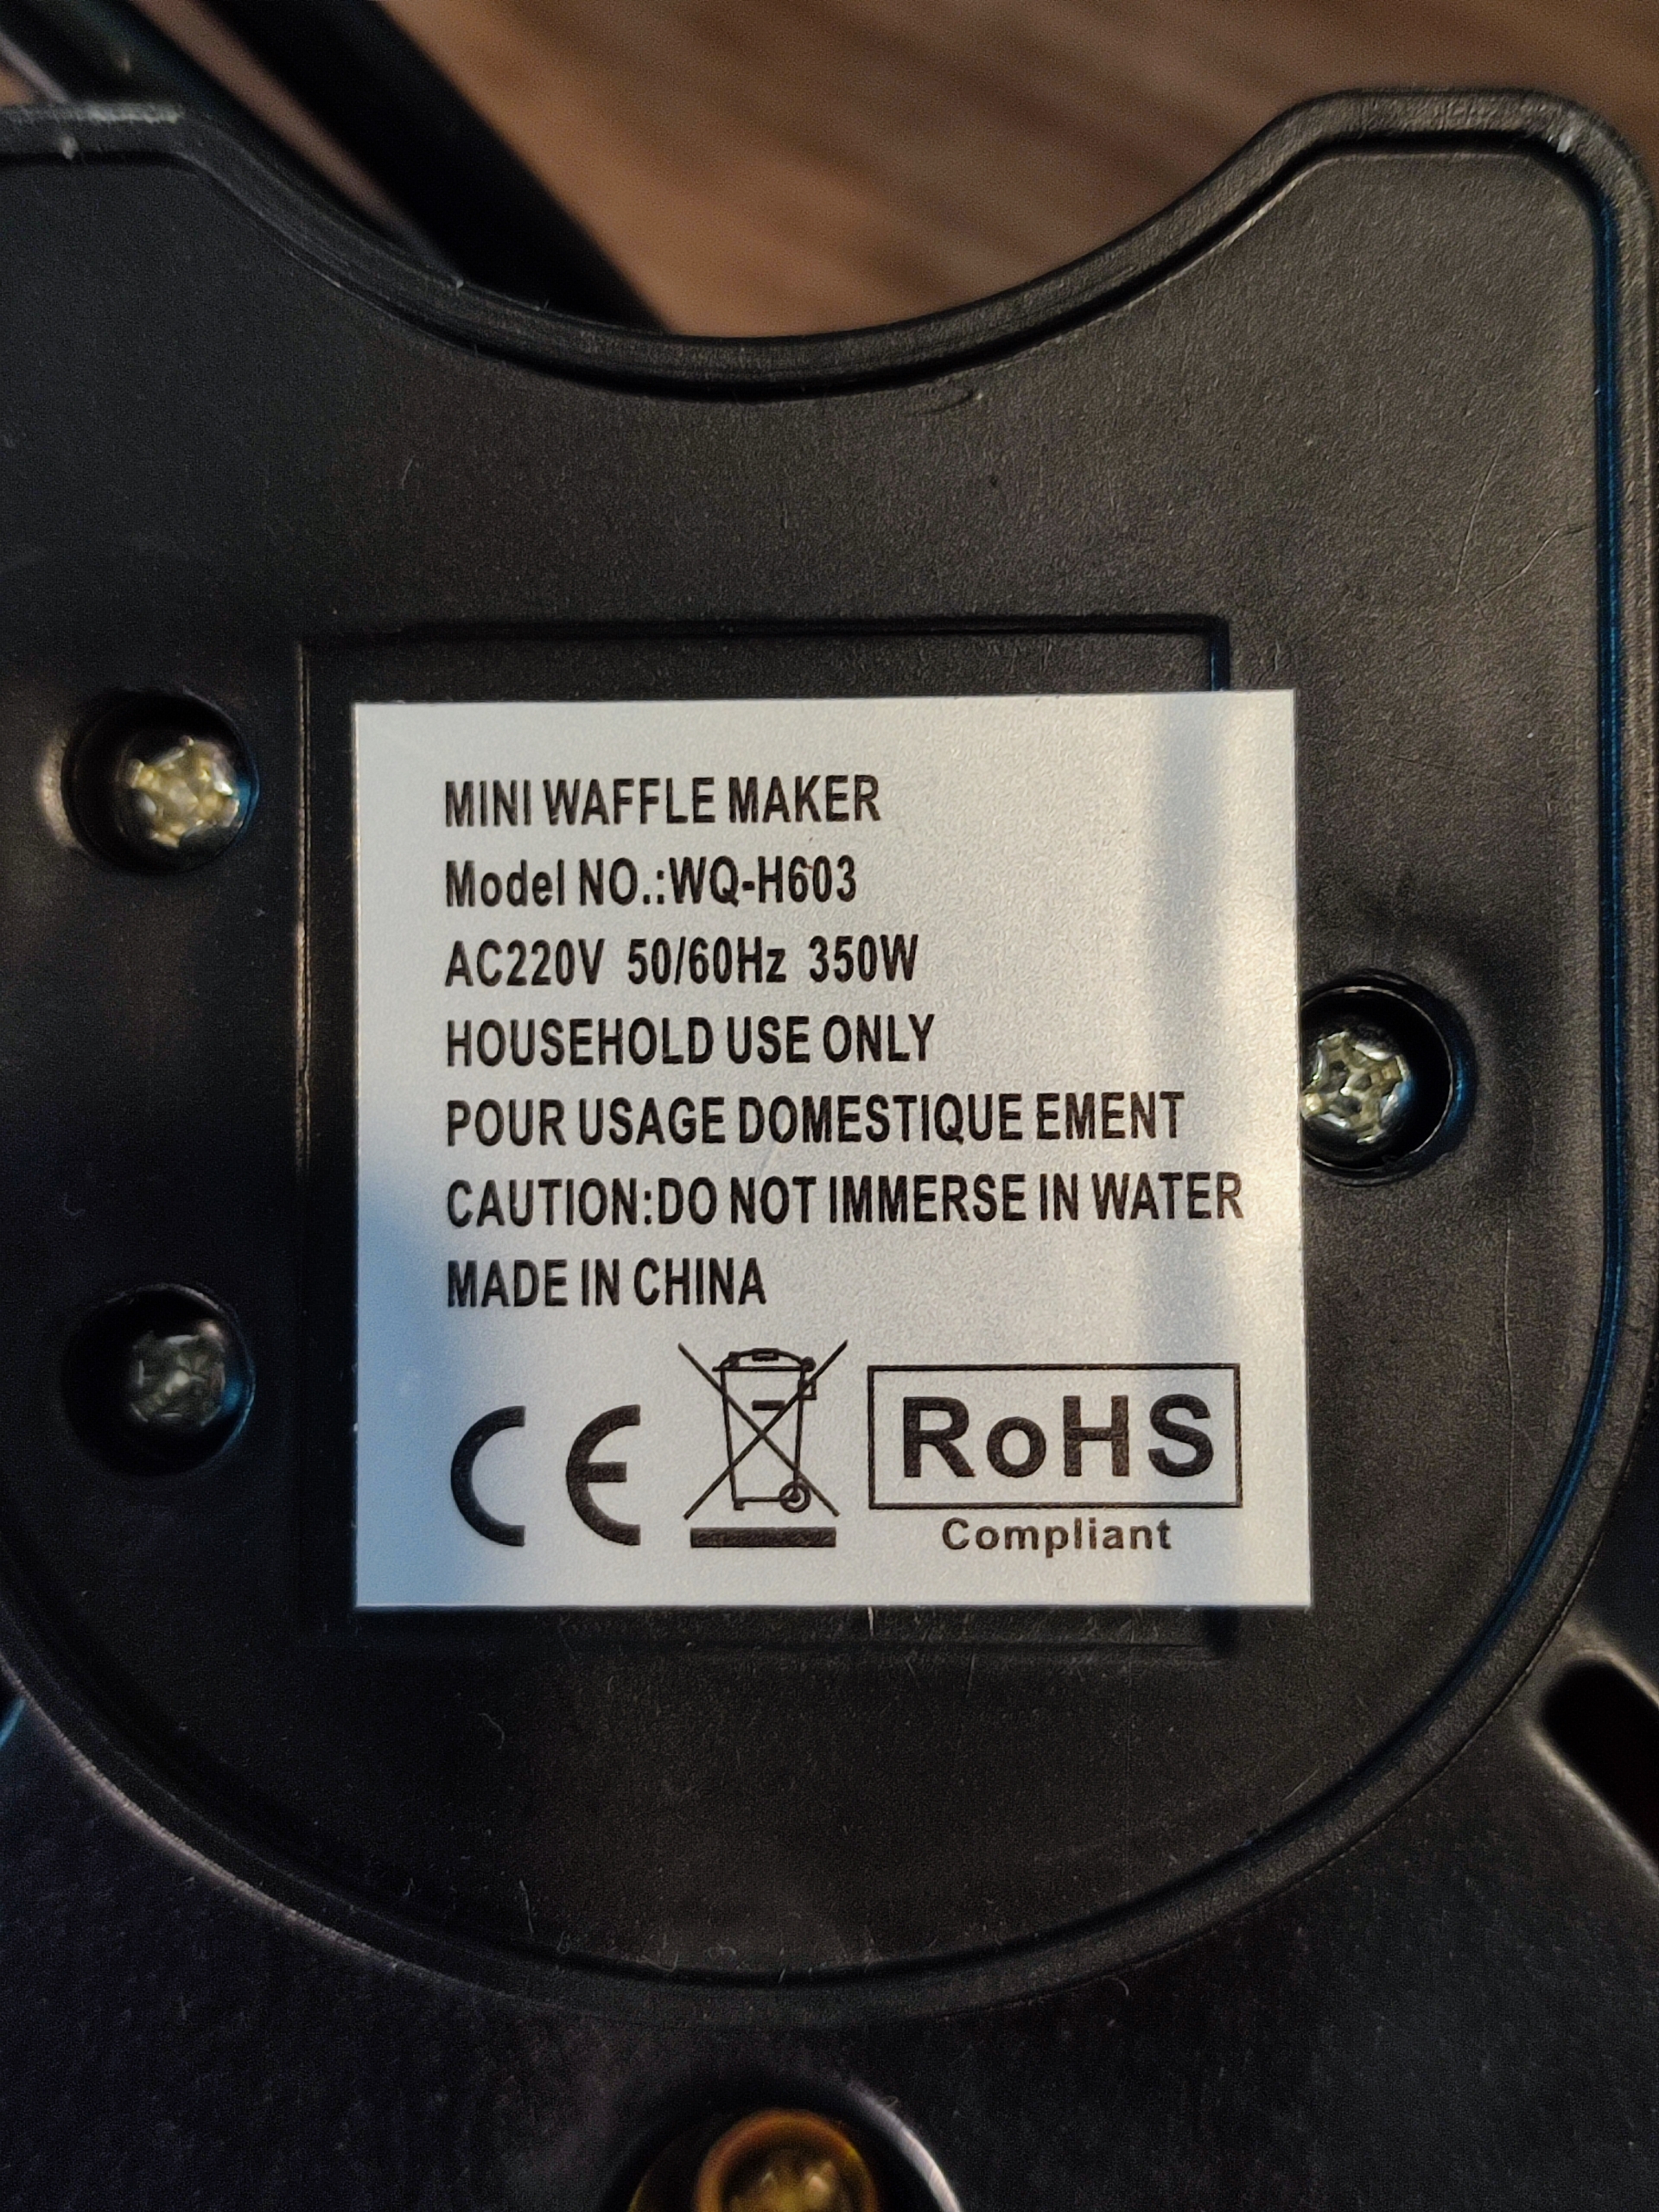 MINI WAFFLE MAKER
Model NO.:WQ-H603
AC220V 50/60Hz 350W
HOUSEHOLD USE ONLY
POUR USAGE DOMESTIQUE EMENT
CAUTION:DO NOT IMMERSE IN WATER
MADE IN CHINA
CE
RoHS
Compliant